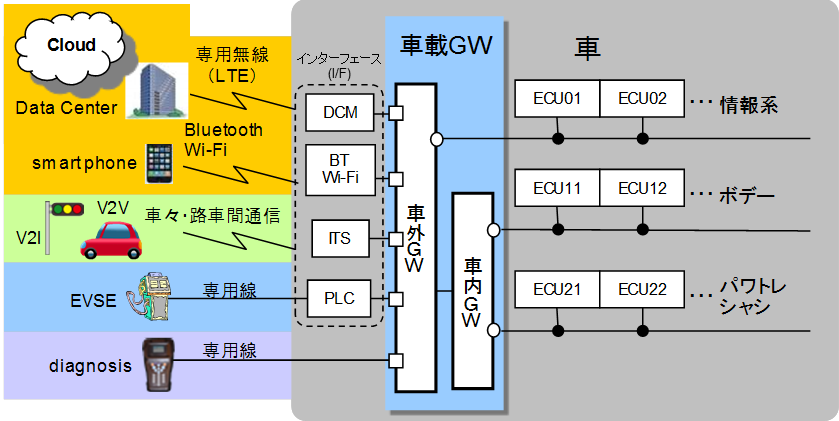 Cloud
Data Center
専用無線
（LTE）
smartphone
Bluetooth
Wi-Fi
V2I
V2V
車々・路車間通信
EVSE
専用線
diagnosis
専用線
インターフェース
(I/F)
DCM
BT
Wi-Fi
ITS
PLC
車載GW
車外GW
車内GW
車
ECU01
ECU02
･･･ 情報系
ECU11
ECU12
･･･ ボデー
ECU21
ECU22
･･･ パワトレ
シャシ